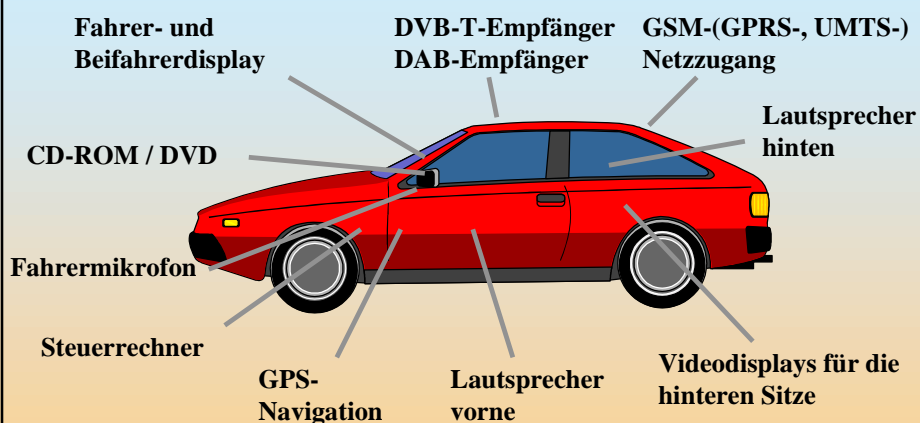 Fahrer- und
Beifahrerdisplay
DVB-T-Empfänger
DAB-Empfänger
GSM-(GPRS-, UMTS-)
Netzzugang
Lautsprecher
hinten
CD-ROM / DVD
Fahrermikrofon
Steuerrechner
GPS-
Navigation
Lautsprecher
vorne
Videodisplays für die
hinteren Sitze